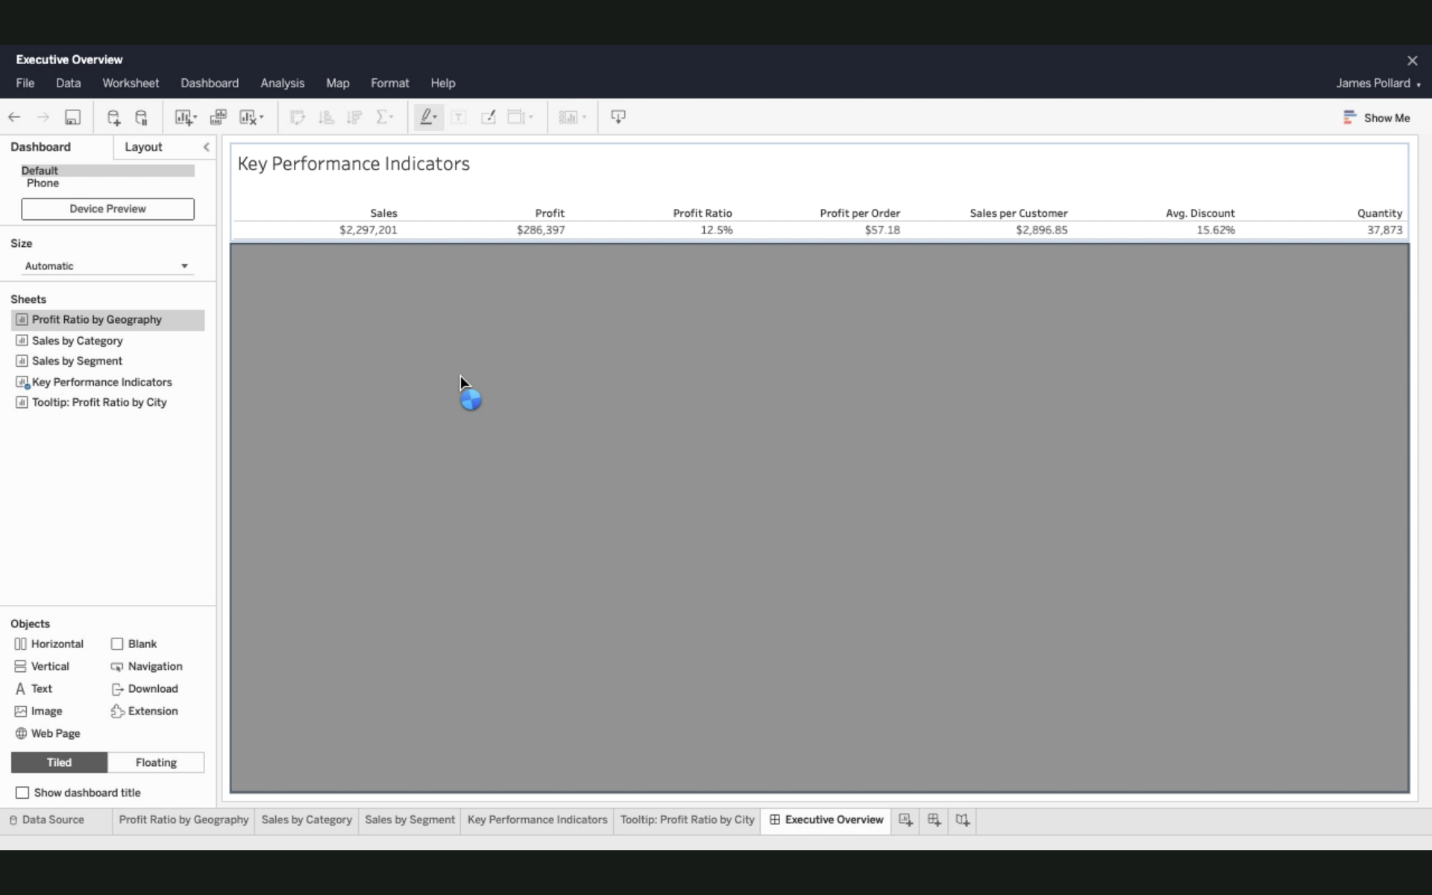 Executive Overview
File Data Worksheet Dashboard Analysis Map Format Help
James Pollard
Show Me
Dashboard
Layout
Default
Phone
Device Preview
Size
Automatic
Sheets
Profit Ratio by Geography
Sales by Category
Sales by Segment
Key Performance Indicators
Tooltip: Profit Ratio by City
Objects
Horizontal Blank
Vertical Navigation
Text Download
Image Extension
Web Page
Tiled Floating
Show dashboard title
Key Performance Indicators
Sales Profit Profit Ratio Profit per Order Sales per Customer Avg. Discount Quantity
$2,297,201 $286,397 12.5% $57.18 $2,896.85 15.62% 37,873
Data Source Profit Ratio by Geography Sales by Category Sales by Segment Key Performance Indicators Tooltip: Profit Ratio by City Executive Overview